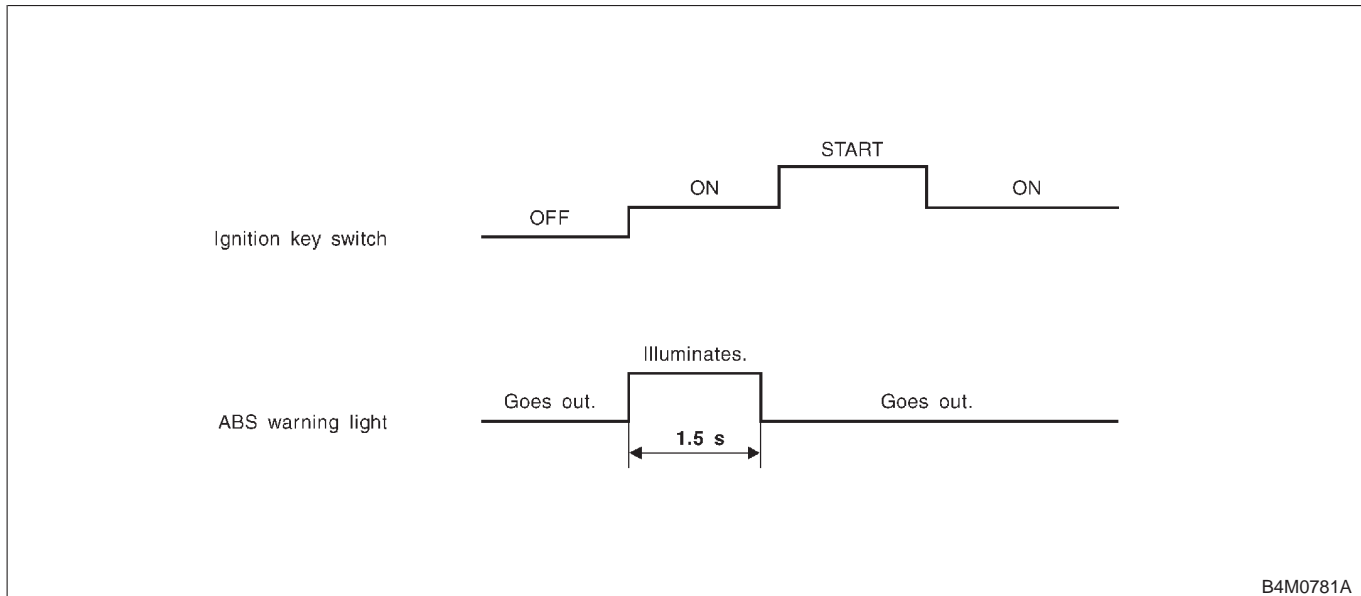 START
ON
ON
OFF
Ignition key switch
Illuminates.
Goes out.
Goes out.
ABS warning light
1.5 s
B4M0781A